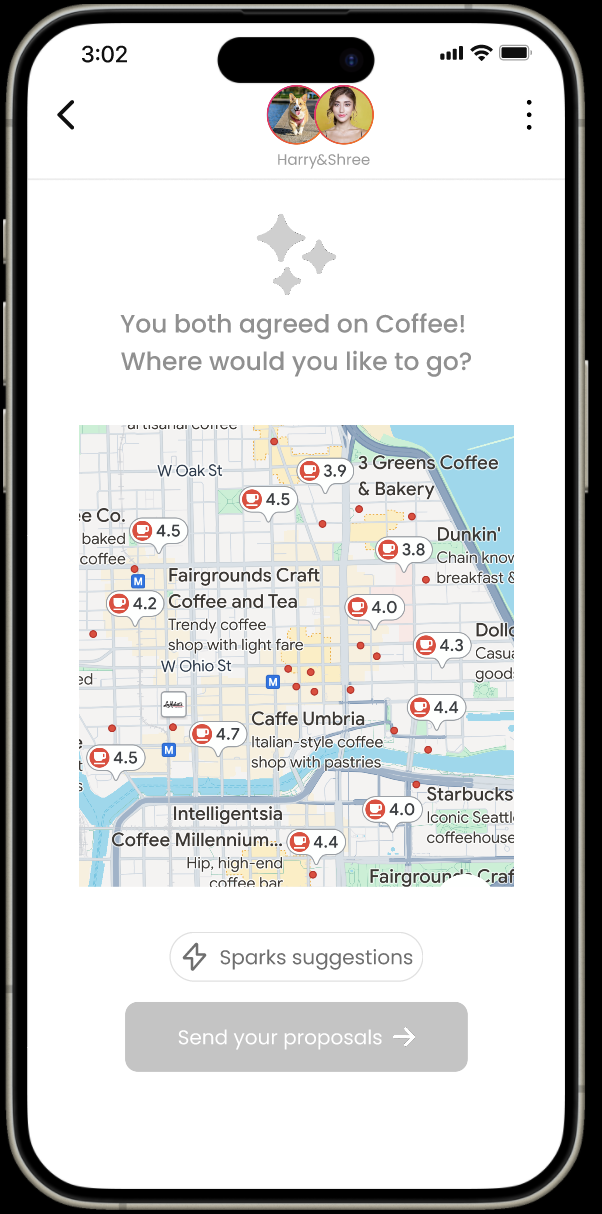 3:02
Harry&Shree
You both agreed on Coffee!
Where would you like to go?
artisanal coffee
W Oak St
3.9
3 Greens Coffee
& Bakery
4.5
e Co.
4.5
baked
coffee
Dunkin'
3.8
Chain know
breakfast &
M
Fairgrounds Craft
Coffee and Tea
Trendy coffee
shop with light fare
4.2
4.0
4.3
Dollo
Casua
good
W Ohio St
ed
M
4.4
4.7
Caffe Umbria
Italian-style coffee
shop with pastries
M
e
4.5
t
s
Starbucks
Iconic Seattl
coffeehouse
4.0
Intelligentsia
Coffee Millennium...
4.4
Hip, high-end
coffee bar
Fairgrounds Craf
Sparks suggestions
Send your proposals →